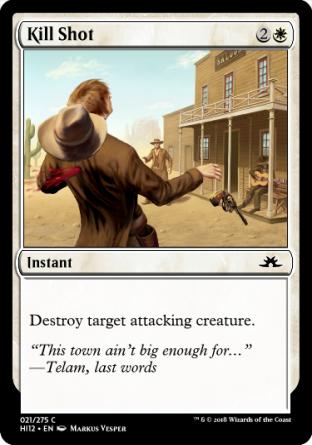 Kill Shot 2
SALOON
Instant
Destroy target attacking creature.
"This town ain't big enough for..."
—Telam, last words
021/275 C
HI12 • EN MARKUS VESPER
™ & © 2018 Wizards of the Coast